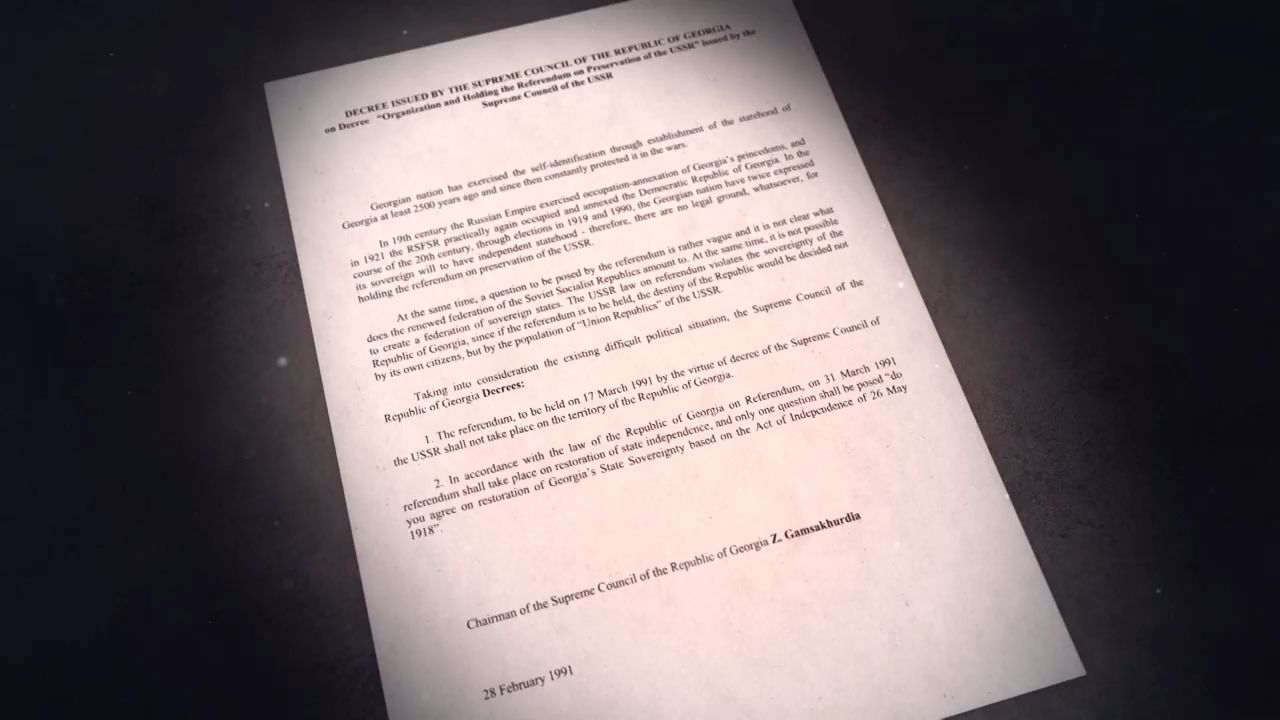 DECREE ISSUED BY THE SUPREME COUNCIL OF THE REPUBLIC OF GEORGIA
on Decree "Organization and Holding the Referendum on Preservation of the USSR" issued by the
Supreme Council of the USSR
Georgian nation has exercised the self-identification through establishment of the statehood of
Georgia at least 2500 years ago and since then constantly protected it in the wars.
In 19th century the Russian Empire exercised occupation-annexation of Georgia's princedoms, and
in 1921 the RSFSR practically again occupied and annexed the Democratic Republic of Georgia. In the
course of the 20th century, through elections in 1919 and 1990, the Georgian nation have twice expressed
its sovereign will to have independent statehood - therefore, there are no legal ground, whatsoever, for
holding the referendum on preservation of the USSR.
At the same time, a question to be posed by the referendum is rather vague and it is not clear what
does the renewed federation of the Soviet Socialist Republics amount to. At the same time, it is not possible
to create a federation of sovereign states. The USSR law on referendum violates the sovereignty of the
Republic of Georgia, since if the referendum is to be held, the destiny of the Republic would be decided not
by its own citizens, but by the population of "Union Republics" of the USSR.
Taking into consideration the existing difficult political situation, the Supreme Council of the
Republic of Georgia Decrees:
1. The referendum, to be held on 17 March 1991 by the virtue of decree of the Supreme Council of
the USSR shall not take place on the territory of the Republic of Georgia.
2. In accordance with the law of the Republic of Georgia on Referendum, on 31 March 1991
referendum shall take place on restoration of state independence, and only one question shall be posed "do
you agree on restoration of Georgia's State Sovereignty based on the Act of Independence of 26 May
1918".
Chairman of the Supreme Council of the Republic of Georgia Z. Gamsakhurdia
28 February 1991